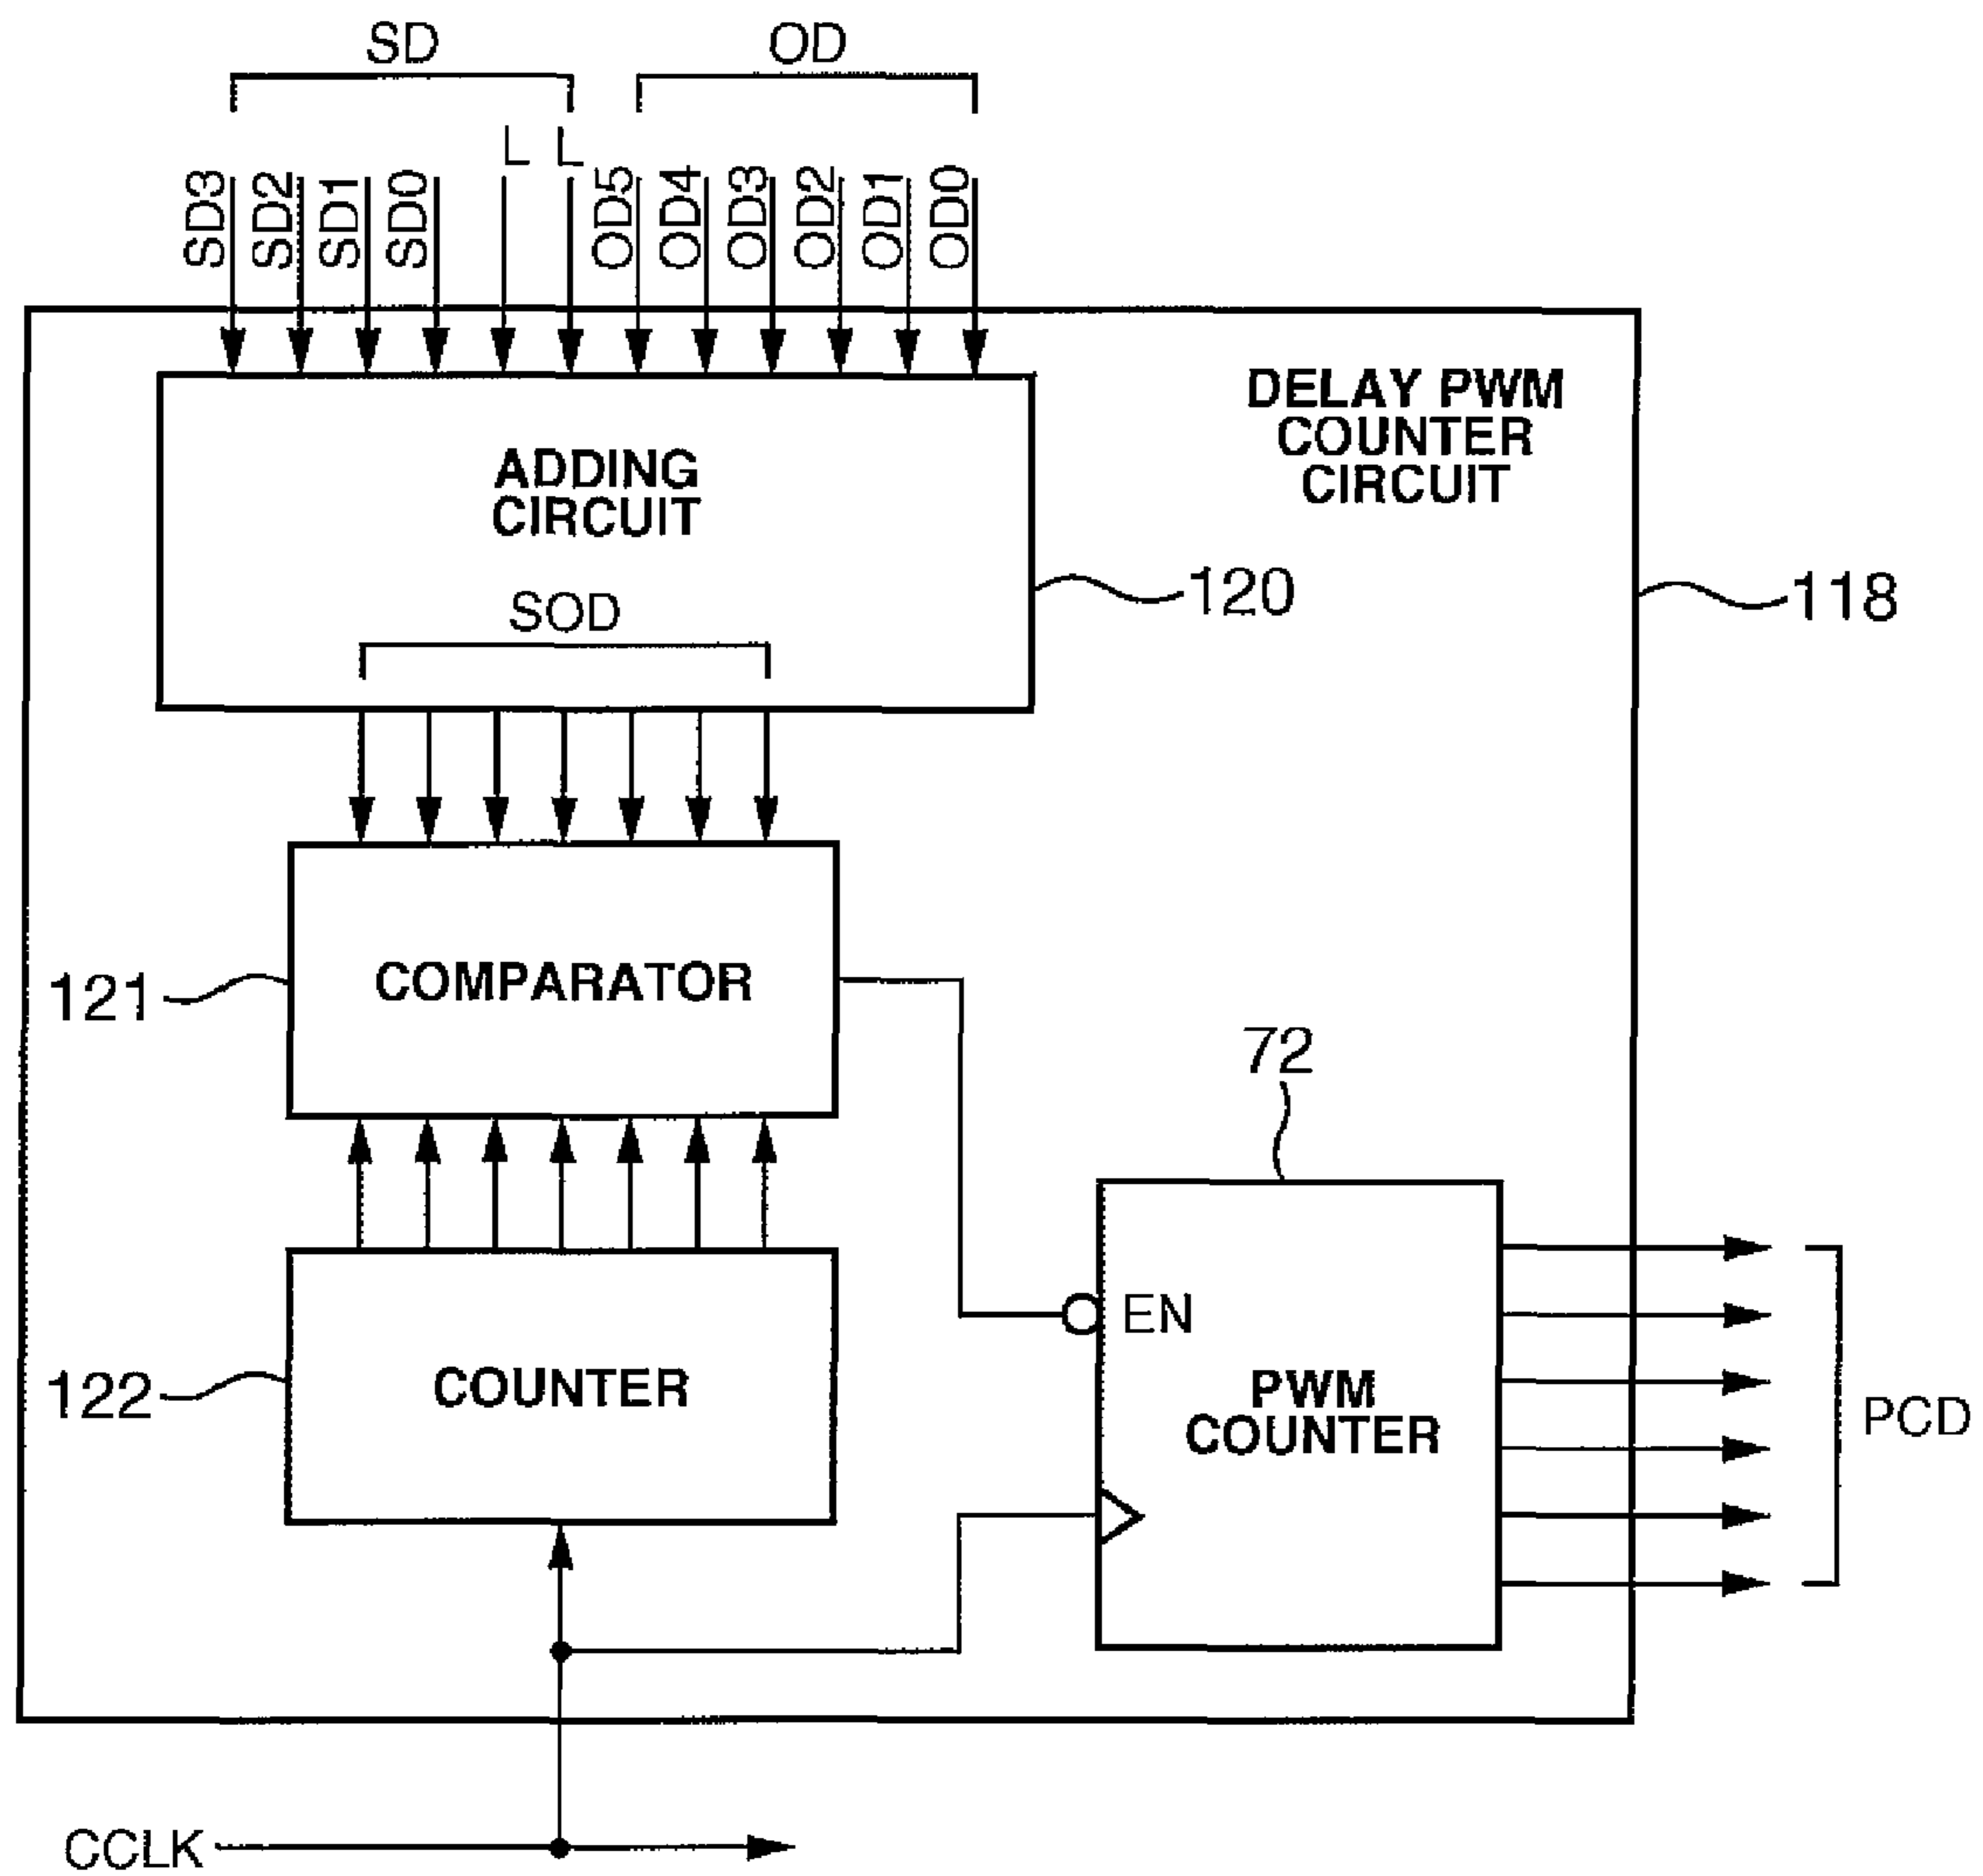 SD
OD
L L
SD3
SD2
SD1
SD0
OD5
OD4
OD3
OD2
OD1
OD0
DELAY PWM
COUNTER
CIRCUIT
ADDING
CIRCUIT
SOD
120
118
121
COMPARATOR
72
EN
122
COUNTER
PWM
COUNTER
PCD
CCLK